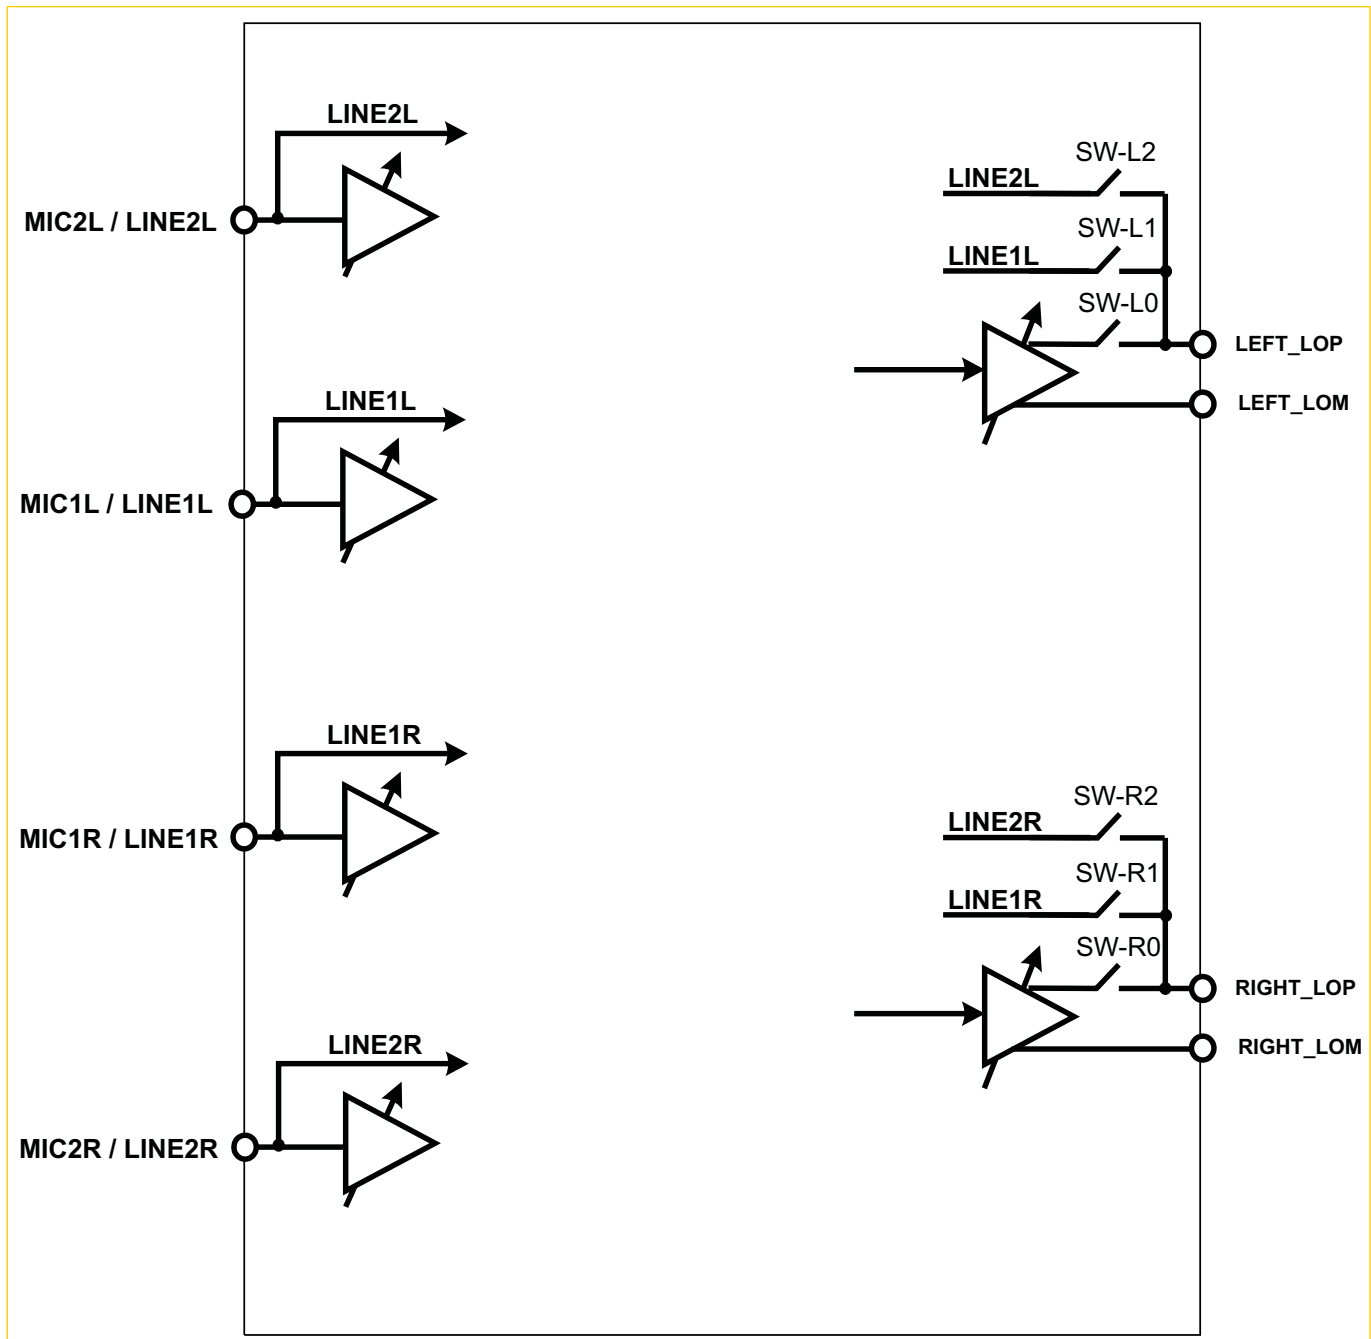 LINE2L
MIC2L / LINE2L
LINE1L
MIC1L / LINE1L
LINE1R
MIC1R / LINE1R
LINE2R
MIC2R / LINE2R
SW-L2
LINE2L
SW-L1
LINE1L
SW-L0
LEFT_LOP
LEFT_LOM
SW-R2
LINE2R
SW-R1
LINE1R
SW-R0
RIGHT_LOP
RIGHT_LOM